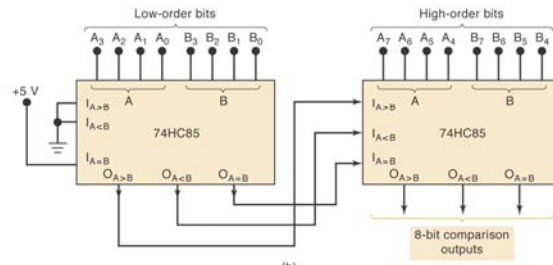 Low-order bits
High-order bits
A3 A2 A1 A0 B3 B2 B1 B0
A7 A6 A5 A4 B7 B6 B5 B4
+5 V
IA>B
A
B
IA<B
74HC85
IA=B
OA>B OA<B OA=B
IA>B
A
B
IA<B
74HC85
IA=B
OA>B OA<B OA=B
8-bit comparison
outputs